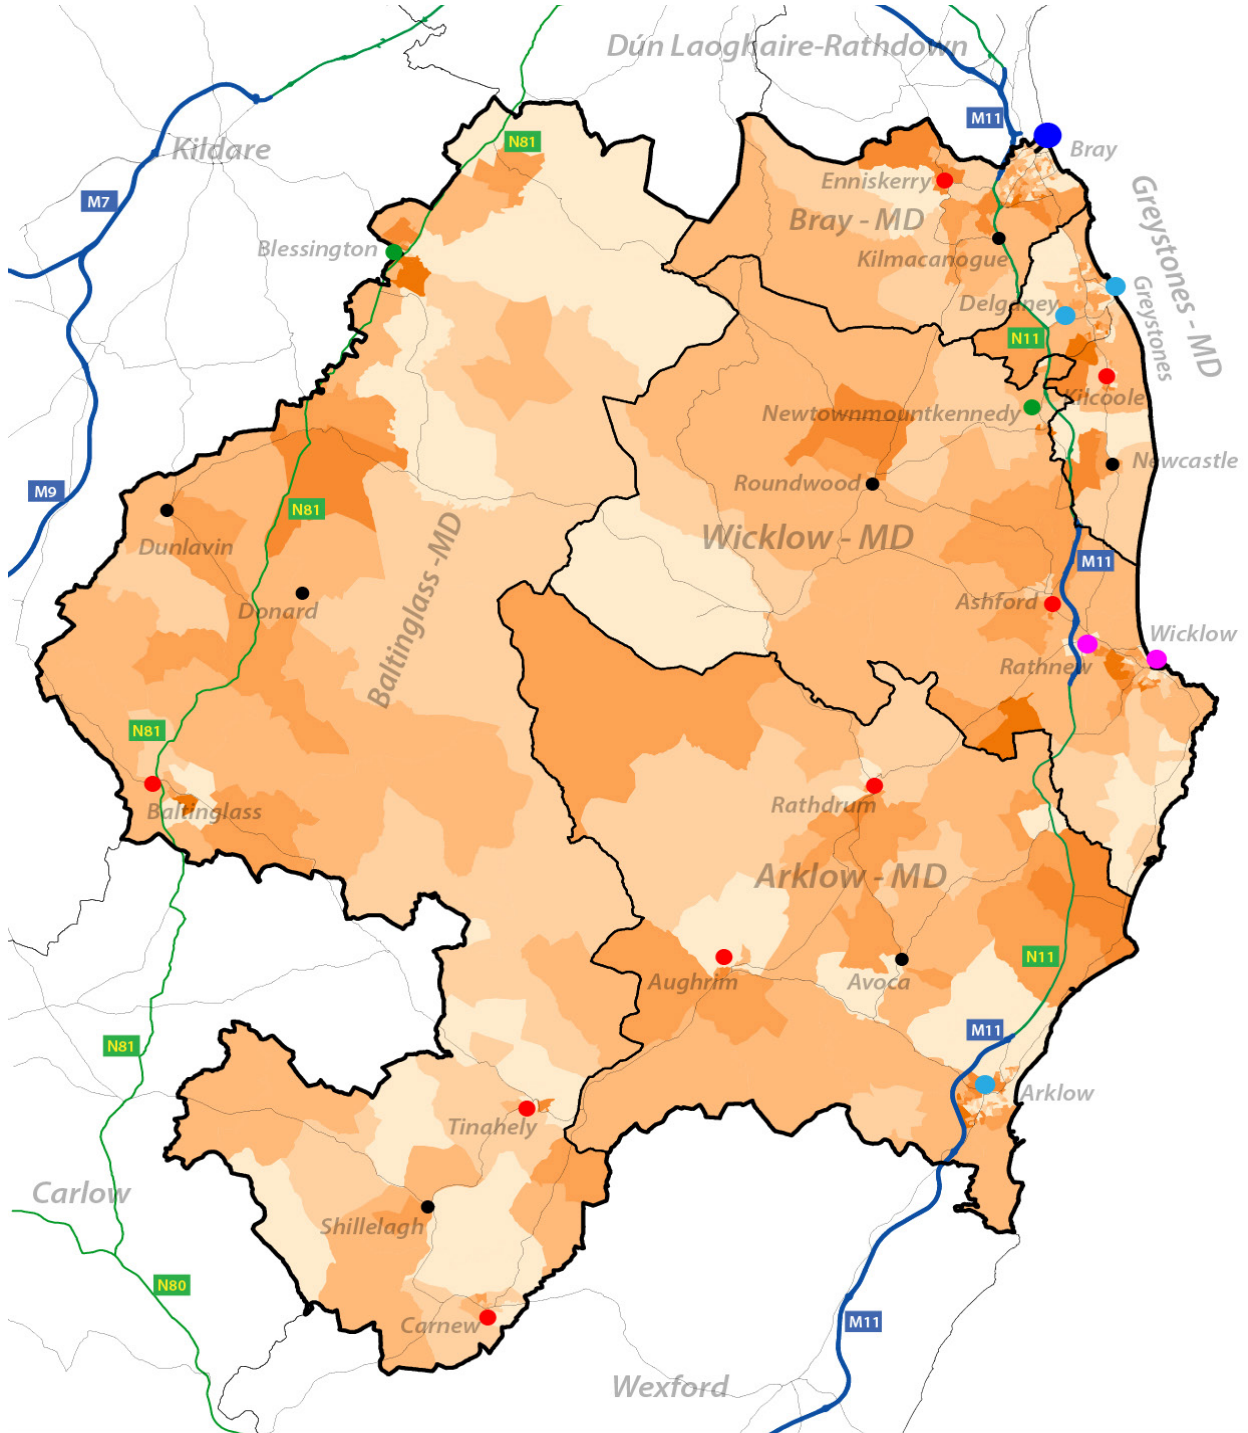 Dún Laoghaire-Rathdown
M11
N81
Kildare
Bray
M7
Enniskerry
Greystones - MD
Bray - MD
Blessington
Kilmacanogue
Delganey
Greystones
N11
Kilcoole
Newtownmountkennedy
Newcastle
Roundwood
M9
N81
Wicklow - MD
Dunlavin
Baltinglass - MD
M11
Donard
Ashford
Wicklow
Rathnew
N81
Baltinglass
Rathdrum
Arklow - MD
N11
Aughrim
Avoca
M11
N81
Arklow
Tinahely
Carlow
Shillelagh
N80
Carnew
M11
Wexford